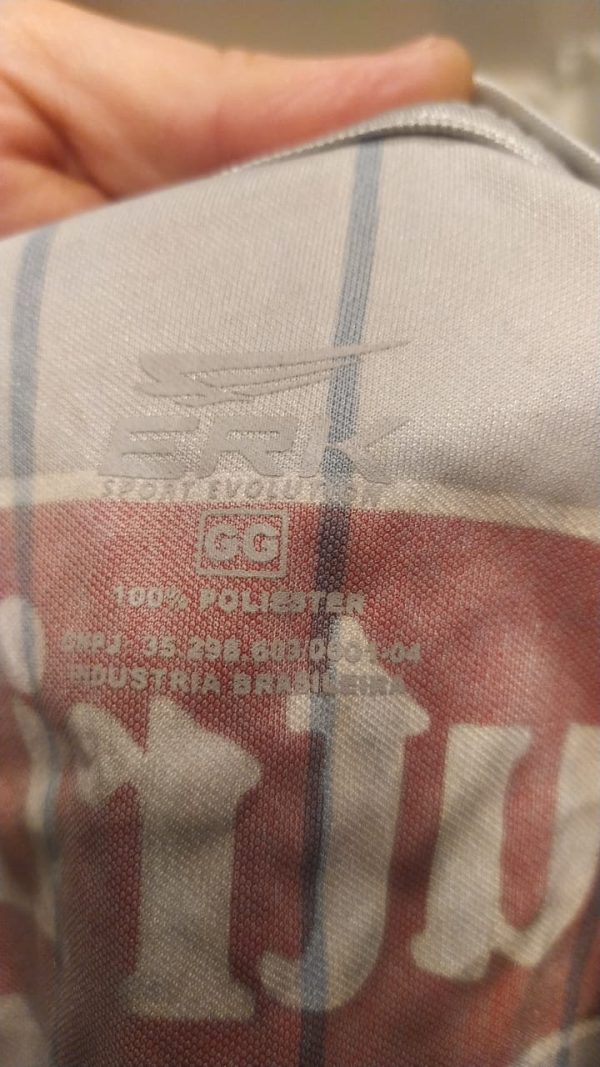 ERK
SPORT EVOLUTION
GG
100% POLIESTER
CNPJ: 35.298.603/0001-04
INDUSTRIA BRASILEIRA